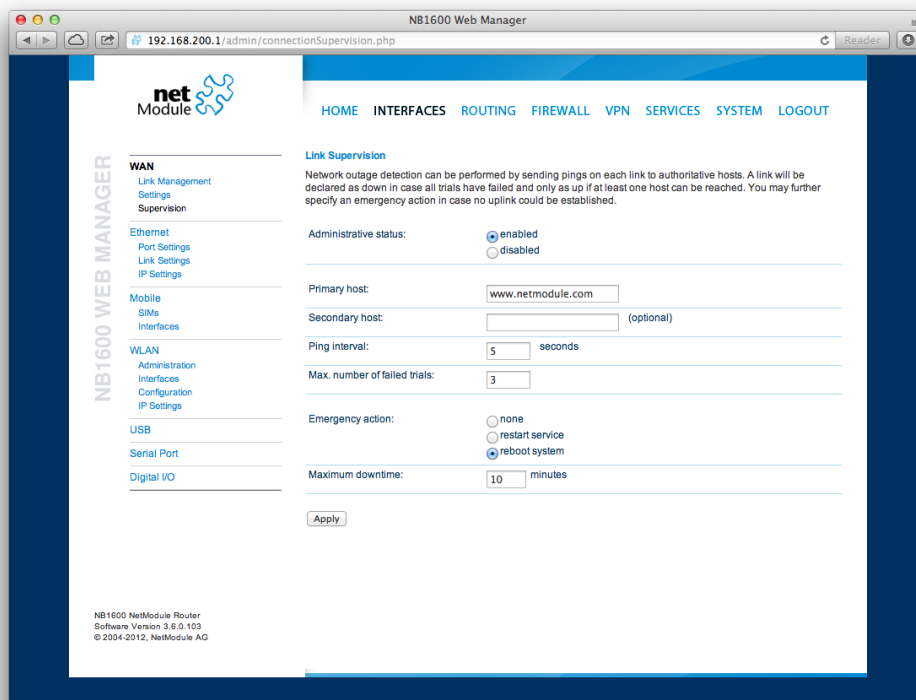 NB1600 Web Manager
192.168.200.1/admin/connectionSupervision.php
Reader
net
Module
HOME INTERFACES ROUTING FIREWALL VPN SERVICES SYSTEM LOGOUT
NB1600 WEB MANAGER
WAN
Link Management
Settings
Supervision
Ethernet
Port Settings
Link Settings
IP Settings
Mobile
SIMs
Interfaces
WLAN
Administration
Interfaces
Configuration
IP Settings
USB
Serial Port
Digital I/O
Link Supervision
Network outage detection can be performed by sending pings on each link to authoritative hosts. A link will be
declared as down in case all trials have failed and only as up if at least one host can be reached. You may further
specify an emergency action in case no uplink could be established.
Administrative status: enabled
disabled
Primary host: www.netmodule.com
Secondary host: (optional)
Ping interval: 5 seconds
Max. number of failed trials: 3
Emergency action: none
restart service
reboot system
Maximum downtime: 10 minutes
Apply
NB1600 NetModule Router
Software Version 3.6.0.103
© 2004-2012, NetModule AG